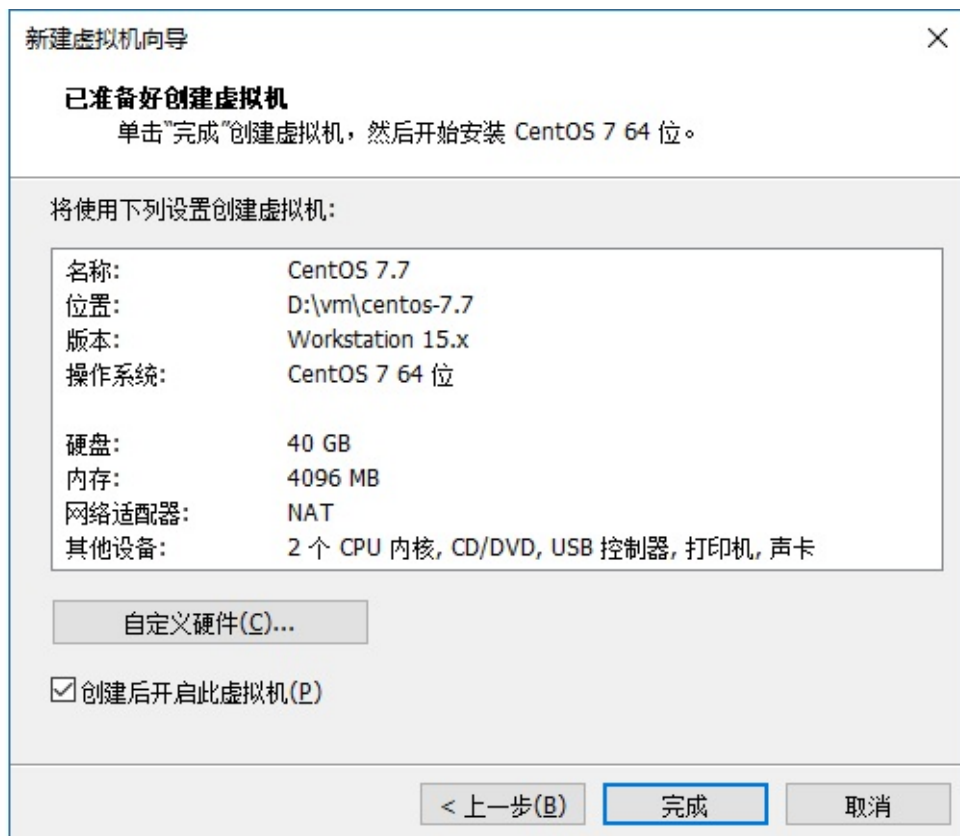 新建虚拟机向导
已准备好创建虚拟机
单击"完成"创建虚拟机，然后开始安装 CentOS 7 64 位。
将使用下列设置创建虚拟机:
名称: CentOS 7.7
位置: D:\vm\centos-7.7
版本: Workstation 15.x
操作系统: CentOS 7 64 位
硬盘: 40 GB
内存: 4096 MB
网络适配器: NAT
其他设备: 2 个 CPU 内核, CD/DVD, USB 控制器, 打印机, 声卡
自定义硬件(C)...
创建后开启此虚拟机(P)
< 上一步(B) 完成 取消